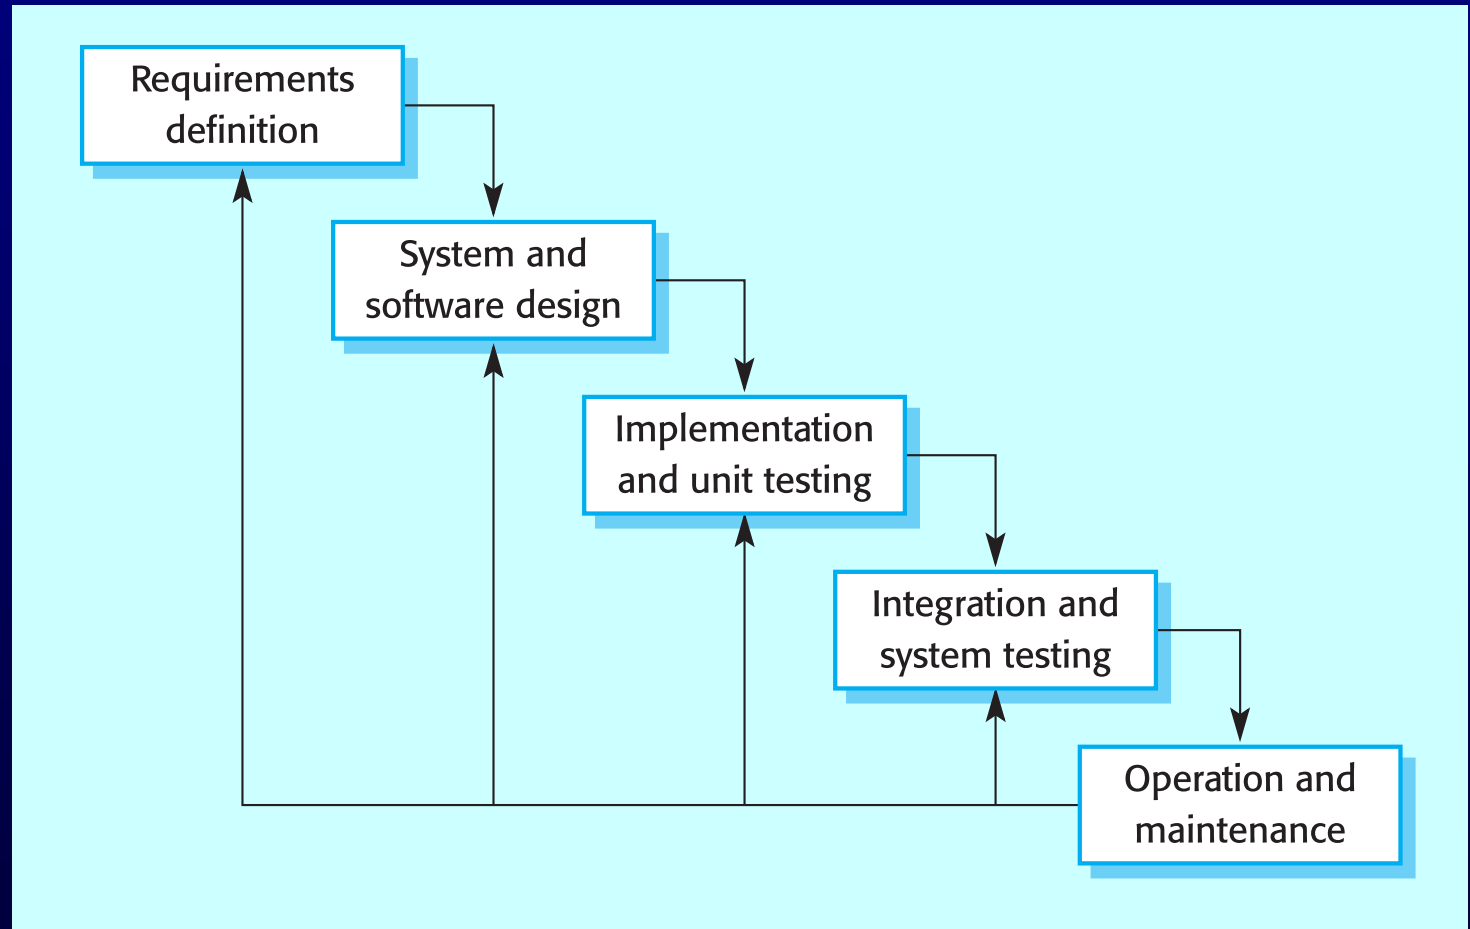 Requirements
definition
System and
software design
Implementation
and unit testing
Integration and
system testing
Operation and
maintenance